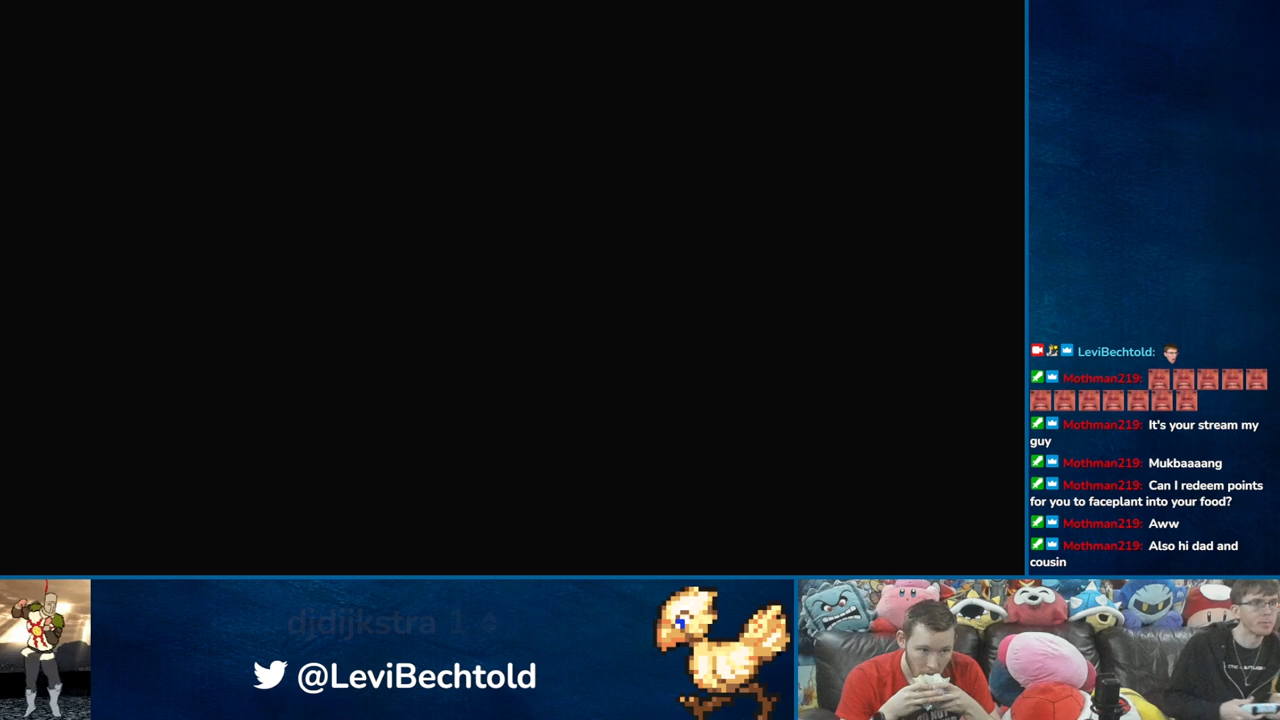 LeviBechtold:
Mothman219:
Mothman219: It's your stream my
guy
Mothman219: Mukbaaaang
Mothman219: Can I redeem points
for you to faceplant into your food?
Mothman219: Aww
Mothman219: Also hi dad and
cousin
djdijkstra
@LeviBechtold